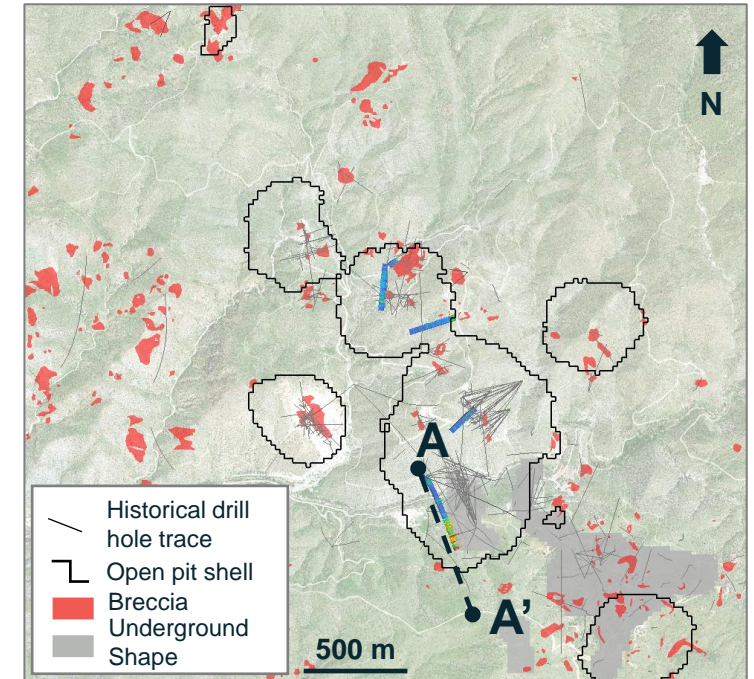 N
A
A’
Historical drill
hole trace
Open pit shell
Breccia
Underground
Shape
500 m